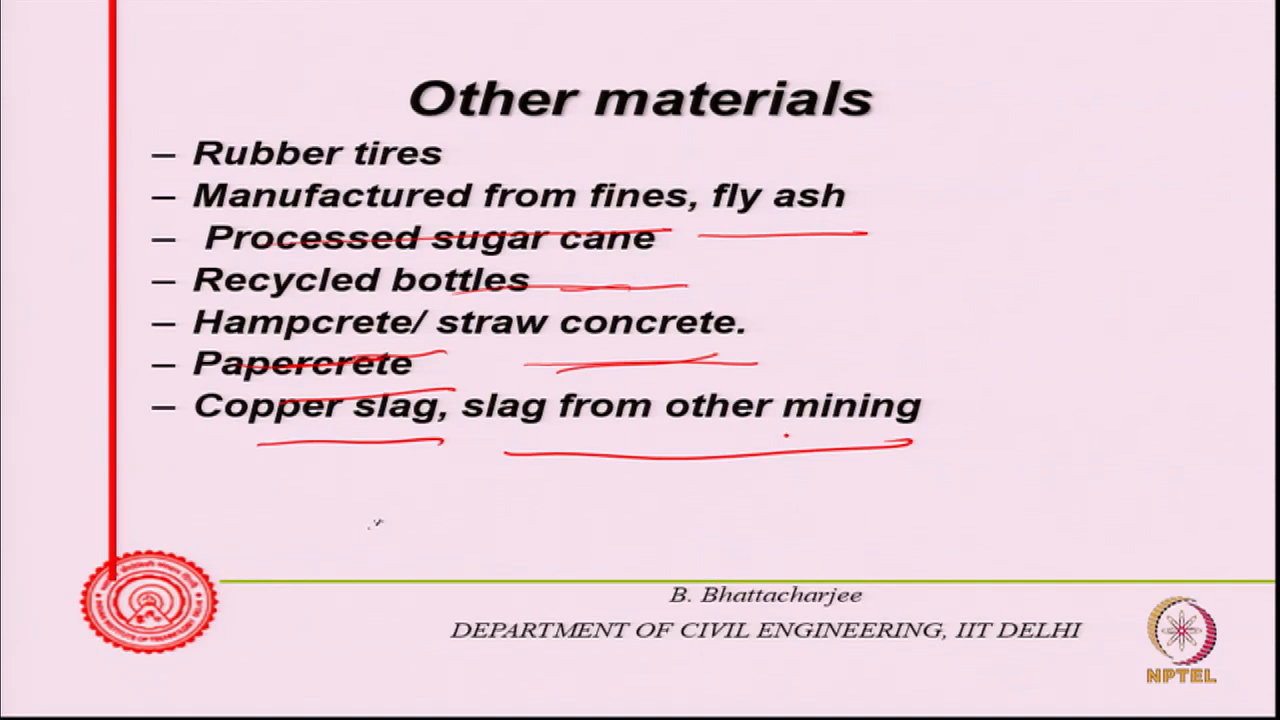 Other materials
– Rubber tires
– Manufactured from fines, fly ash
– Processed sugar cane
– Recycled bottles
– Hampcrete/ straw concrete.
– Papercrete
– Copper slag, slag from other mining
B. Bhattacharjee
DEPARTMENT OF CIVIL ENGINEERING, IIT DELHI
NPTEL